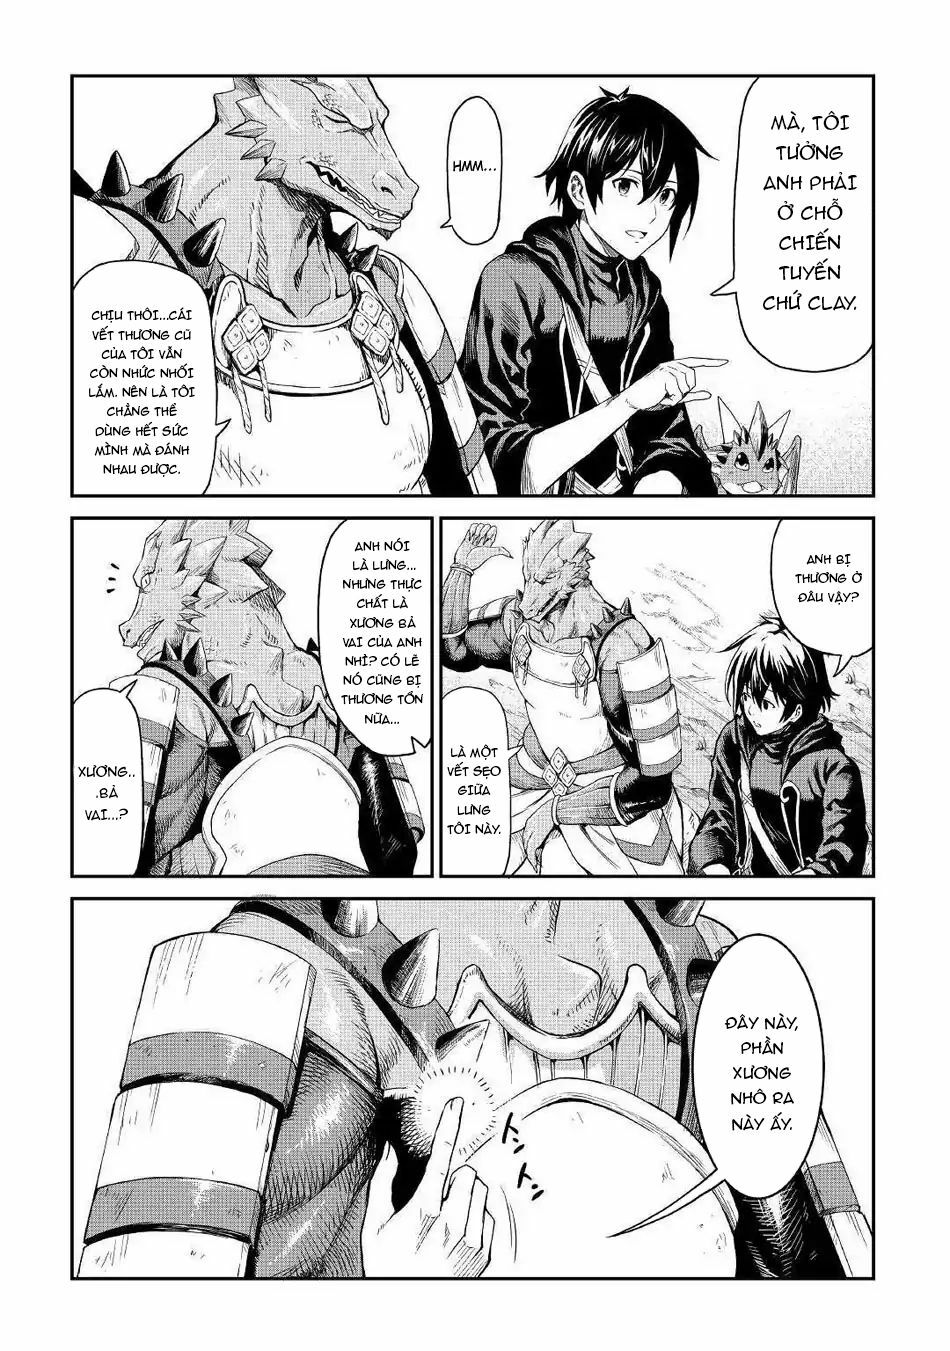 MÀ, TÔI
TƯỞNG
ANH PHẢI
Ở CHỖ
CHIẾN
TUYẾN
CHỨ CLAY.
HMM...
CHỊU THÔI...CÁI
VẾT THƯƠNG CŨ
CỦA TÔI VẪN
CÒN NHỨC NHỐI
LẮM. NÊN LÀ TÔI
CHẲNG THỂ
DÙNG HẾT SỨC
MÌNH MÀ ĐÁNH
NHAU ĐƯỢC.
ANH BỊ
THƯƠNG Ở
ĐÂU VẬY?
LÀ MỘT
VẾT SẸO
GIỮA
LƯNG
TÔI NÀY.
ANH NÓI
LÀ LƯNG...
NHƯNG THỰC
CHẤT LÀ
XƯƠNG BẢ
VAI CỦA ANH
NHỈ? CÓ LẼ
NÓ CŨNG BỊ
THƯƠNG TỔN
NỮA...
XƯƠNG..
.BẢ
VAI...?
ĐÂY NÀY,
PHẦN
XƯƠNG
NHÔ RA
NÀY ẤY.
トントン